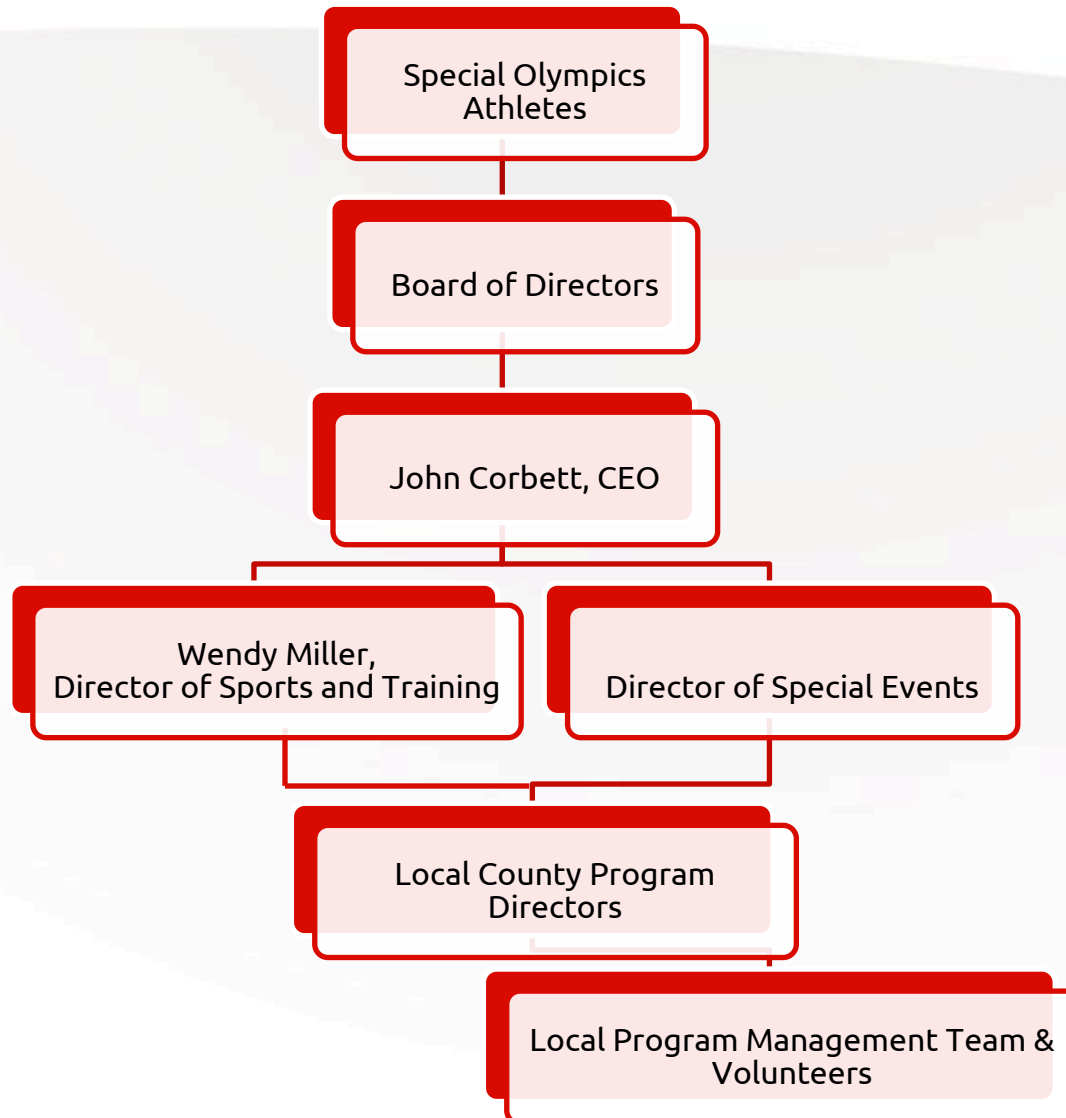 Special Olympics
Athletes
Board of Directors
John Corbett, CEO
Wendy Miller,
Director of Sports and Training
Director of Special Events
Local County Program
Directors
Local Program Management Team &
Volunteers